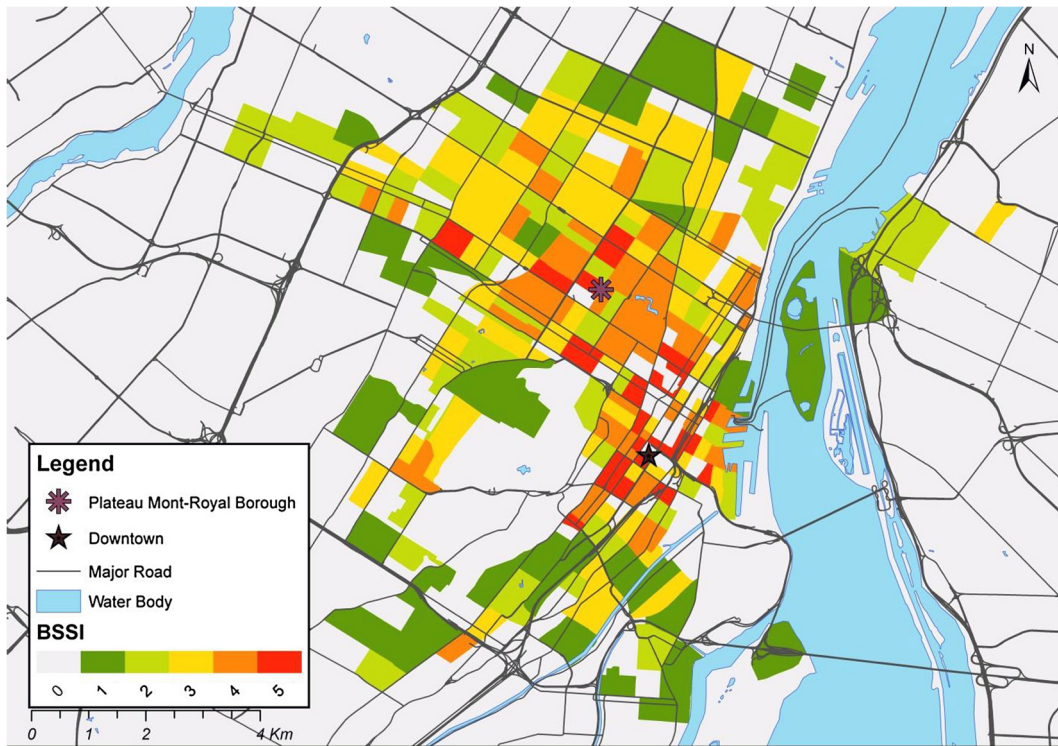 N
Legend
Plateau Mont-Royal Borough
Downtown
Major Road
Water Body
BSSI
0 1 2 3 4 5
0 1 2 4 Km